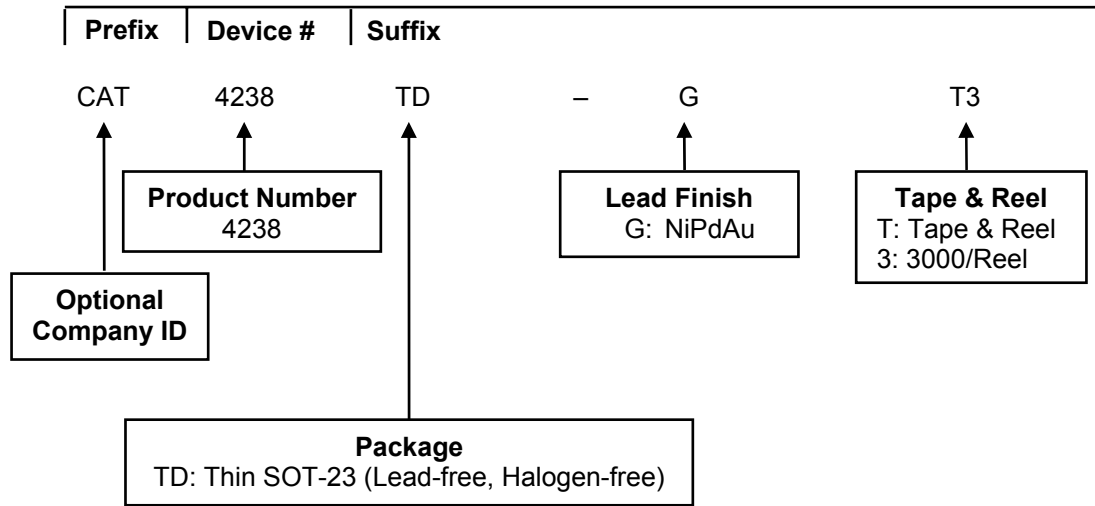 Prefix Device # Suffix
CAT 4238 TD – G T3
Product Number
4238
Lead Finish
G: NiPdAu
Tape & Reel
T: Tape & Reel
3: 3000/Reel
Optional
Company ID
Package
TD: Thin SOT-23 (Lead-free, Halogen-free)